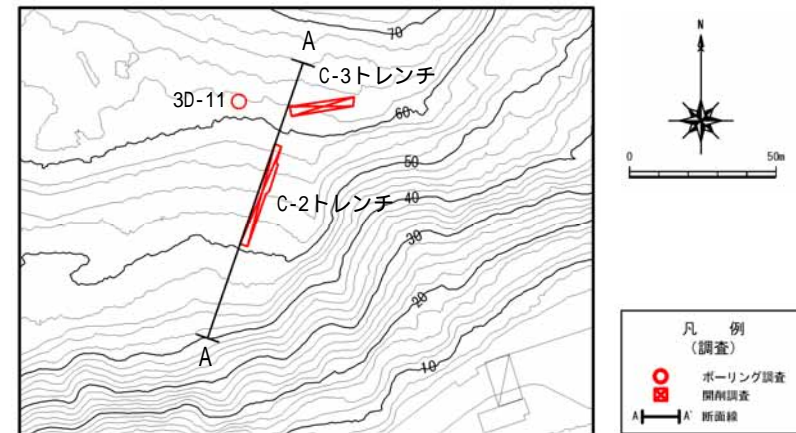 70
A
C-3トレンチ
3D-11
60
50
C-2トレンチ
40
30
20
A
10
N
0 50m
凡 例
(調査)
ボーリング調査
開削調査
A A' 断面線